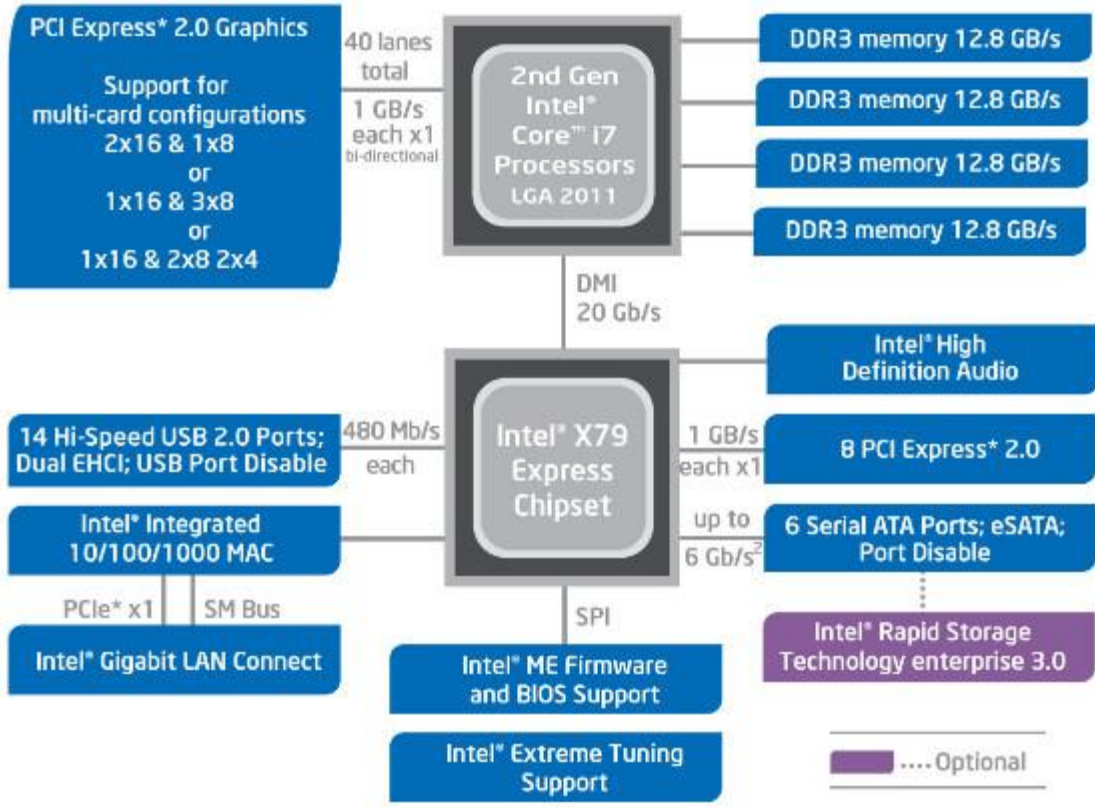 PCI Express* 2.0 Graphics
Support for
multi-card configurations
2x16 & 1x8
or
1x16 & 3x8
or
1x16 & 2x8 2x4
40 lanes
total
1 GB/s
each x1
bi-directional
2nd Gen
Intel®
Core™ i7
Processors
LGA 2011
DDR3 memory 12.8 GB/s
DDR3 memory 12.8 GB/s
DDR3 memory 12.8 GB/s
DDR3 memory 12.8 GB/s
DMI
20 Gb/s
Intel® High
Definition Audio
14 Hi-Speed USB 2.0 Ports;
Dual EHCI; USB Port Disable
480 Mb/s
each
Intel® X79
Express
Chipset
1 GB/s
each x1
8 PCI Express* 2.0
Intel® Integrated
10/100/1000 MAC
up to
6 Gb/s²
6 Serial ATA Ports; eSATA;
Port Disable
PCIe* x1
SM Bus
SPI
Intel® Gigabit LAN Connect
Intel® ME Firmware
and BIOS Support
Intel® Rapid Storage
Technology enterprise 3.0
Intel® Extreme Tuning
Support
.... Optional